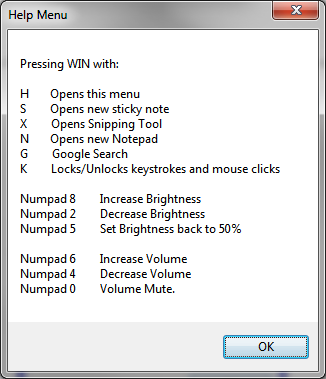 Help Menu
Pressing WIN with:
H Opens this menu
S Opens new sticky note
X Opens Snipping Tool
N Opens new Notepad
G Google Search
K Locks/Unlocks keystrokes and mouse clicks
Numpad 8 Increase Brightness
Numpad 2 Decrease Brightness
Numpad 5 Set Brightness back to 50%
Numpad 6 Increase Volume
Numpad 4 Decrease Volume
Numpad 0 Volume Mute.
OK